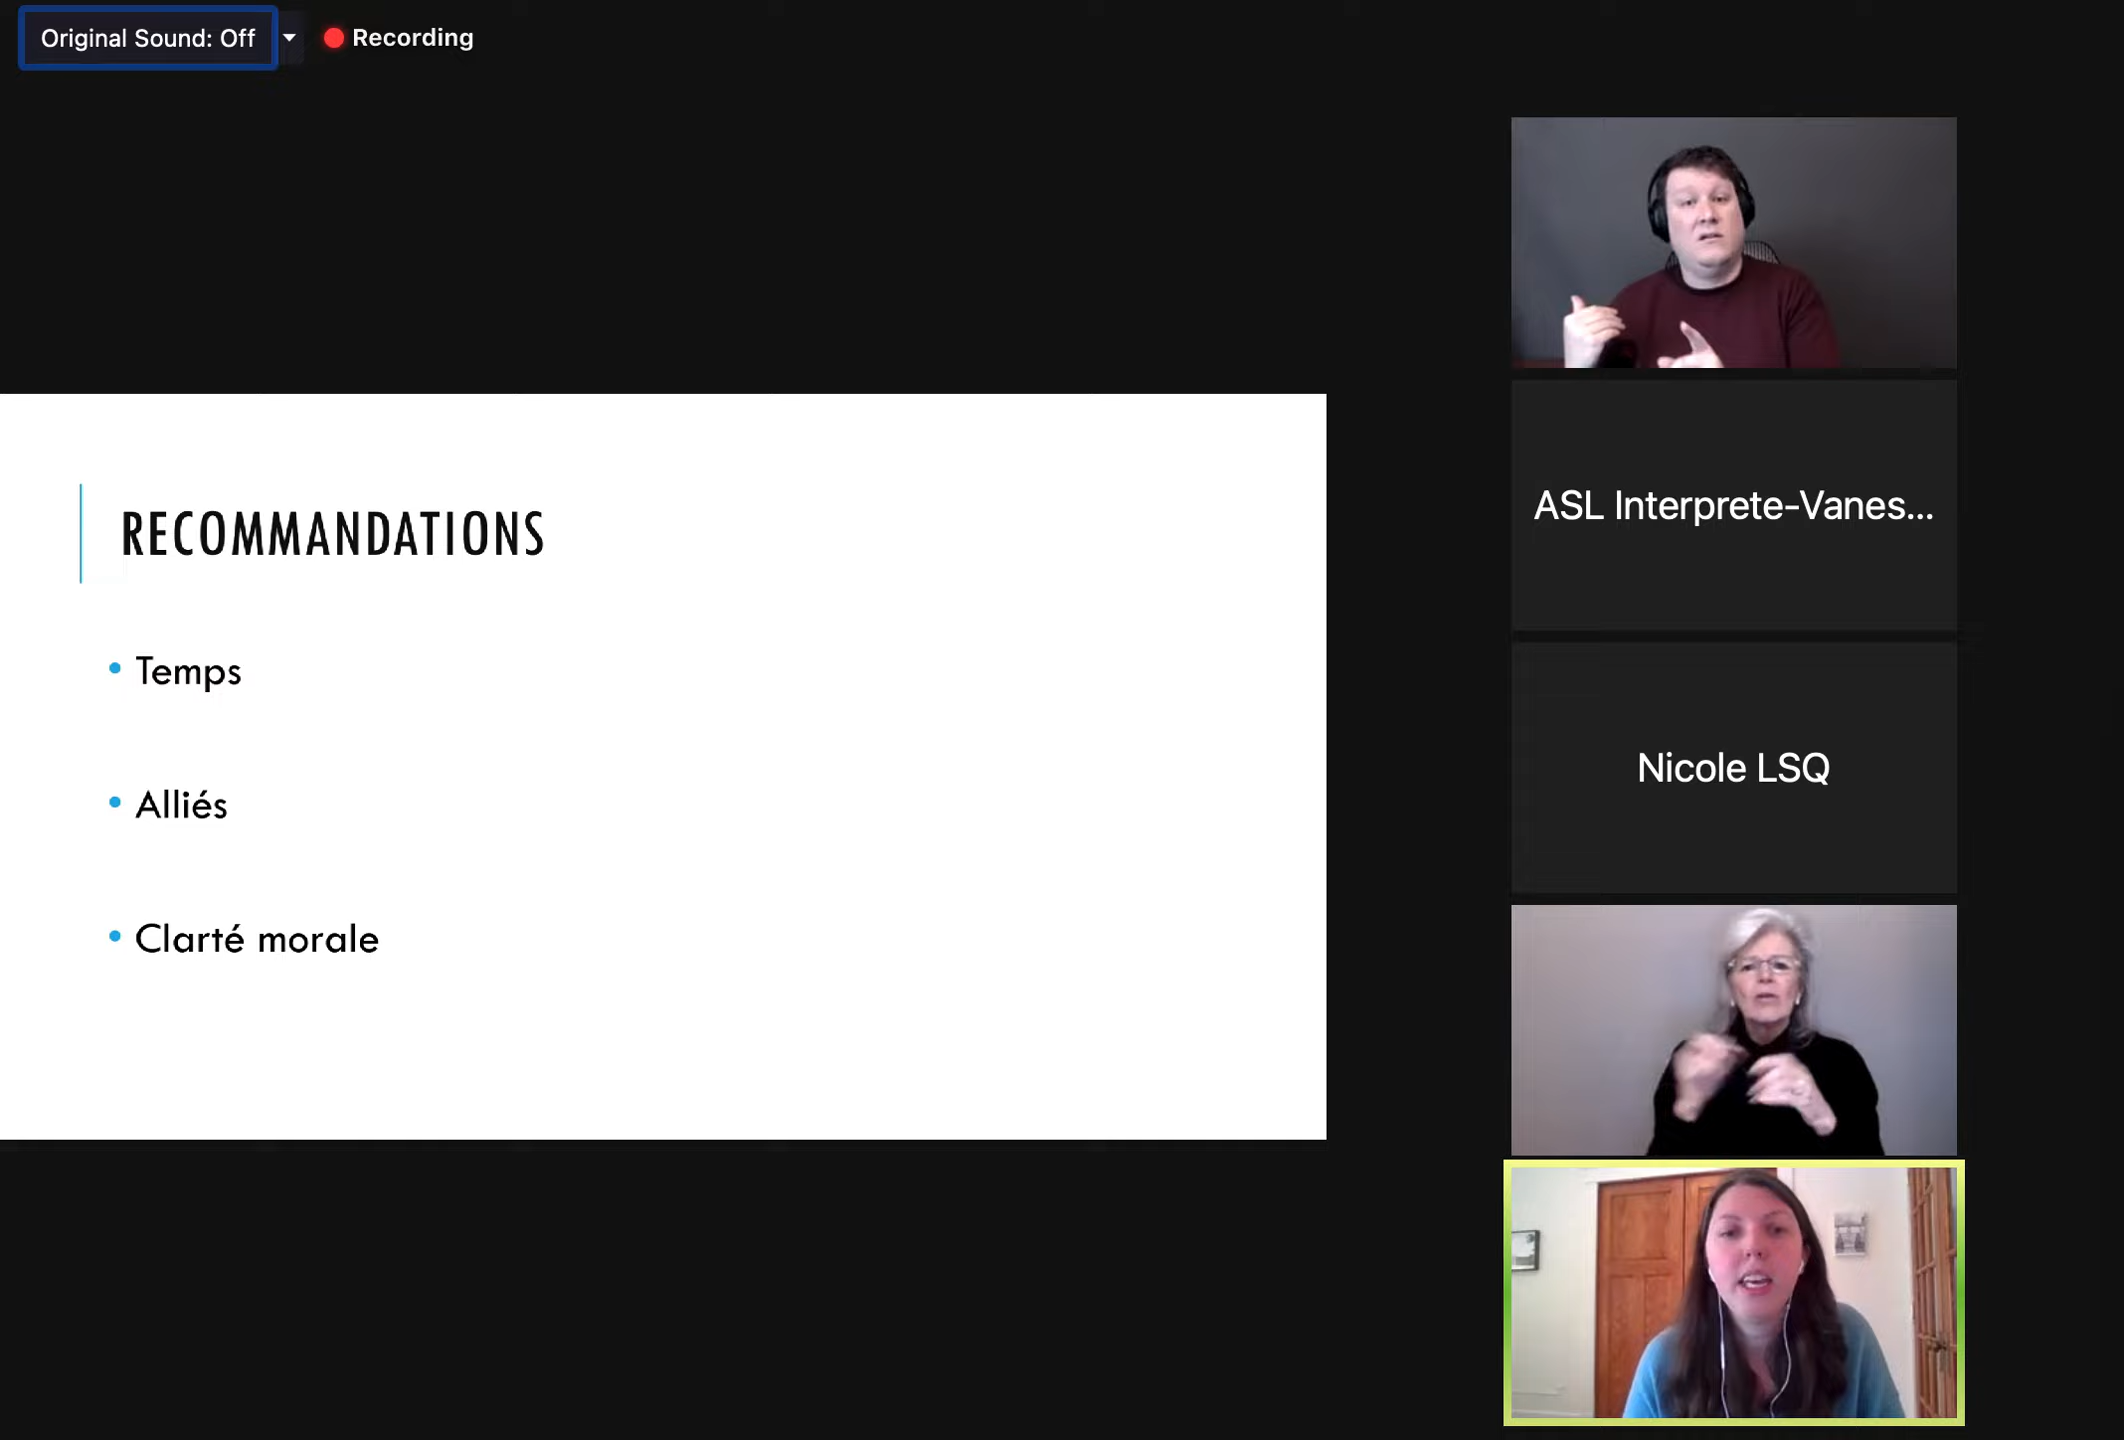 Original Sound: Off
Recording
RECOMMANDATIONS
• Temps
• Alliés
• Clarté morale
ASL Interprete-Vanes...
Nicole LSQ